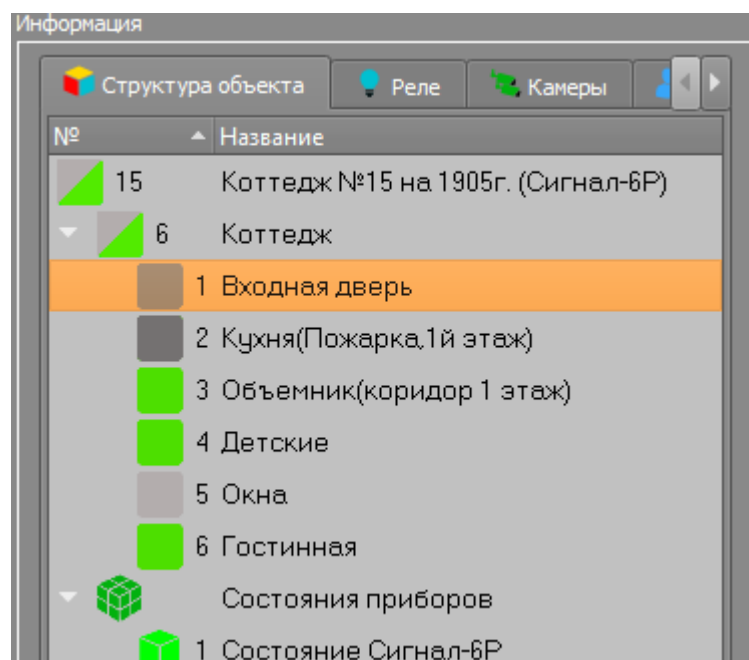 Информация
Структура объекта Реле Камеры
№ Название
15 Коттедж №15 на 1905г. (Сигнал-6Р)
6 Коттедж
1 Входная дверь
2 Кухня(Пожарка,1й этаж)
3 Объемник(коридор 1 этаж)
4 Детские
5 Окна
6 Гостинная
Состояния приборов
1 Состояние Сигнал-6Р